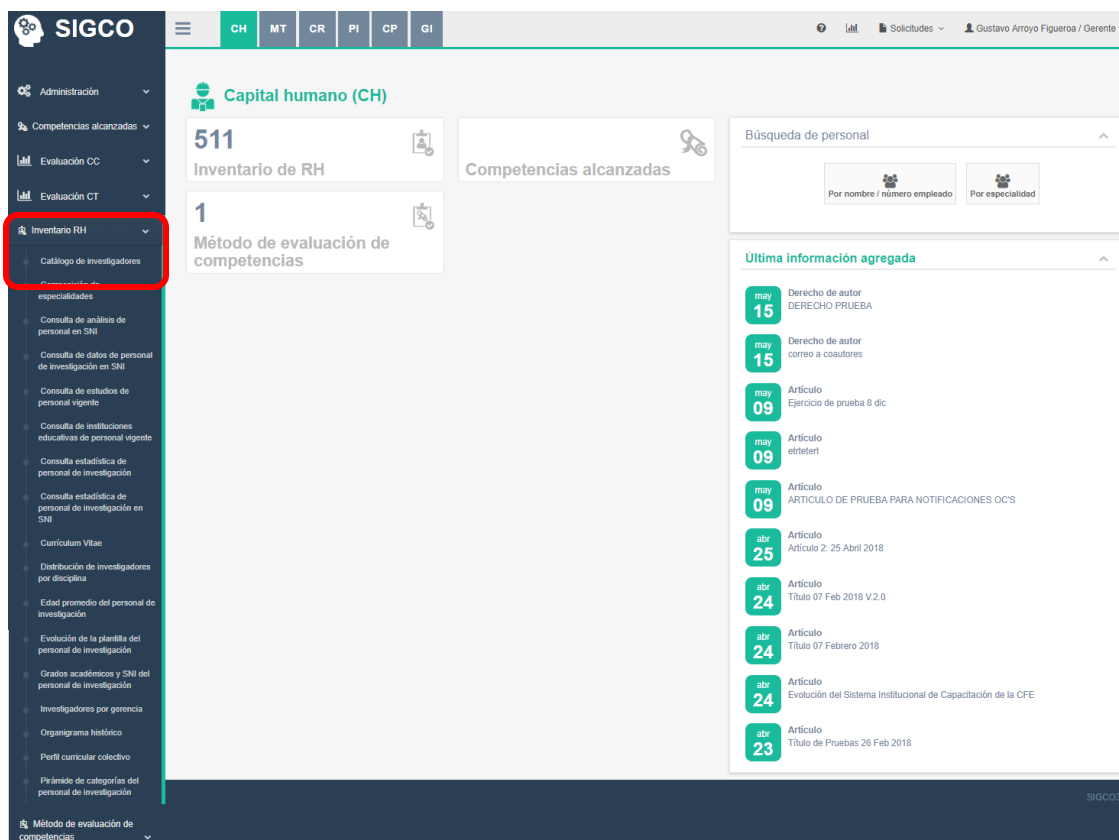 SIGCO
CH MT CR PI CP GI
Solicitudes
Gustavo Arroyo Figueroa / Gerente
Administración
Competencias alcanzadas
Evaluación CC
Evaluación CT
Inventario RH
Catálogo de investigadores
Composición de
especialidades
Consulta de análisis de
personal en SNI
Consulta de datos de personal
de investigación en SNI
Consulta de estudios de
personal vigente
Consulta de instituciones
educativas de personal vigente
Consulta estadística de
personal de investigación
Consulta estadística de
personal de investigación en
SNI
Currículum Vitae
Distribución de investigadores
por disciplina
Edad promedio del personal de
investigación
Evolución de la plantilla del
personal de investigación
Grados académicos y SNI del
personal de investigación
Investigadores por gerencia
Organigrama histórico
Perfil curricular colectivo
Pirámide de categorías del
personal de investigación
Método de evaluación de
competencias
Capital humano (CH)
511
Inventario de RH
Competencias alcanzadas
1
Método de evaluación de
competencias
Búsqueda de personal
Por nombre / número empleado
Por especialidad
Última información agregada
may
15
Derecho de autor
DERECHO PRUEBA
may
15
Derecho de autor
correo a coautores
may
09
Artículo
Ejercicio de prueba 8 dic
may
09
Artículo
etrtetert
may
09
Artículo
ARTICULO DE PRUEBA PARA NOTIFICACIONES OC'S
abr
25
Artículo
Artículo 2: 25 Abril 2018
abr
24
Artículo
Título 07 Feb 2018 V.2.0
abr
24
Artículo
Título 07 Febrero 2018
abr
24
Artículo
Evolución del Sistema Institucional de Capacitación de la CFE
abr
23
Artículo
Título de Pruebas 26 Feb 2018
SIGCO3